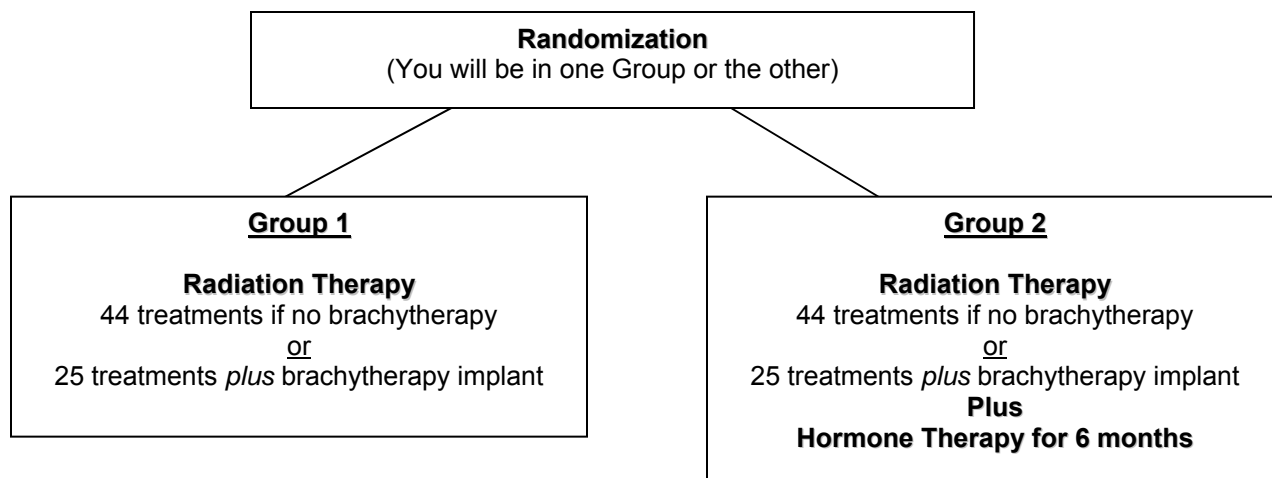 Randomization
(You will be in one Group or the other)
Group 1
Radiation Therapy
44 treatments if no brachytherapy
or
25 treatments plus brachytherapy implant
Group 2
Radiation Therapy
44 treatments if no brachytherapy
or
25 treatments plus brachytherapy implant
Plus
Hormone Therapy for 6 months